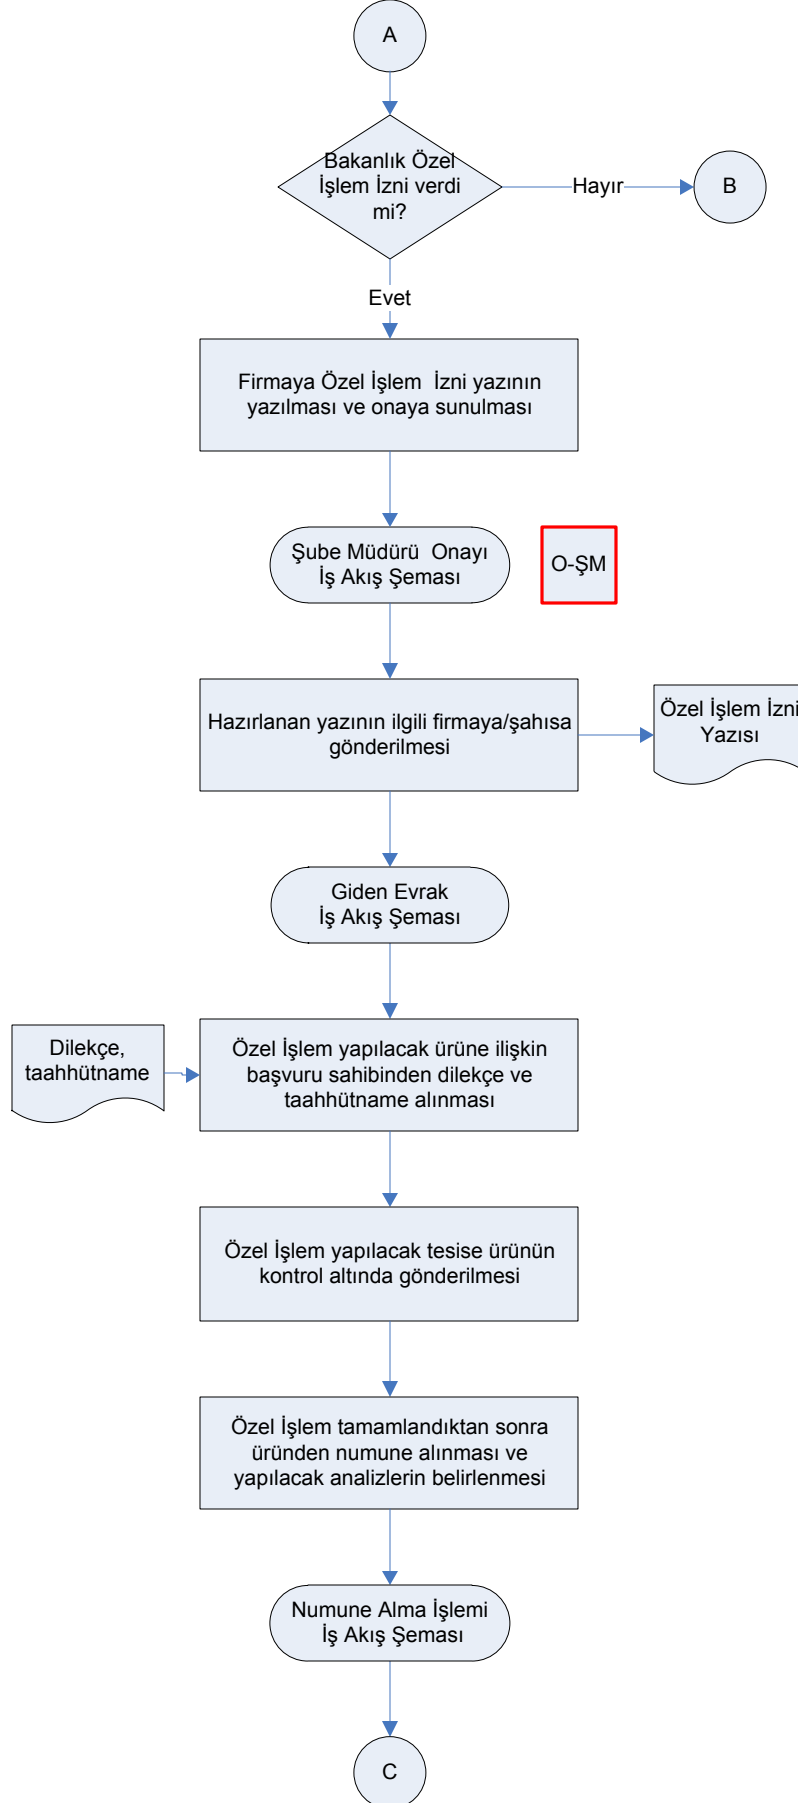 A
Bakanlık Özel
İşlem İzni verdi
mi?
Hayır
B
Evet
Firmaya Özel İşlem  İzni yazının
yazılması ve onaya sunulması
Şube Müdürü  Onayı
İş Akış Şeması
O-ŞM
Hazırlanan yazının ilgili firmaya/şahısa
gönderilmesi
Özel İşlem İzni
Yazısı
Giden Evrak
İş Akış Şeması
Dilekçe,
taahhütname
Özel İşlem yapılacak ürüne ilişkin
başvuru sahibinden dilekçe ve
taahhütname alınması
Özel İşlem yapılacak tesise ürünün
kontrol altında gönderilmesi
Özel İşlem tamamlandıktan sonra
üründen numune alınması ve
yapılacak analizlerin belirlenmesi
Numune Alma İşlemi
İş Akış Şeması
C